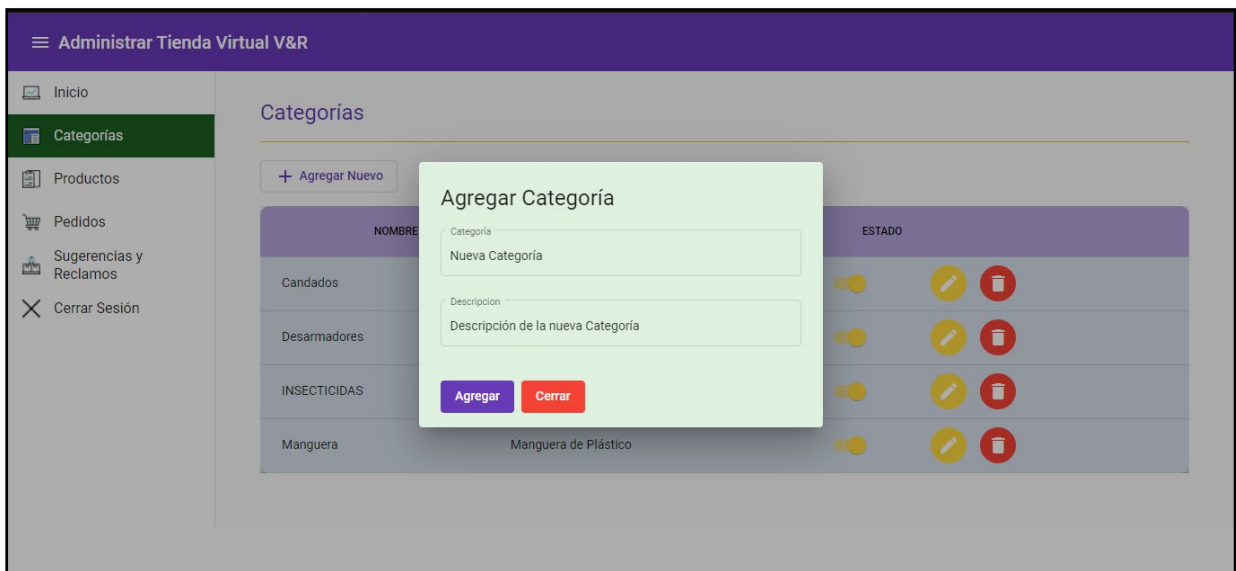 Administrar Tienda Virtual V&R
Inicio
Categorías
Productos
Pedidos
Sugerencias y
Reclamos
Cerrar Sesión
Categorías
+ Agregar Nuevo
NOMBRE
ESTADO
Candados
Desarmadores
INSECTICIDAS
Manguera
Manguera de Plástico
Agregar Categoría
Categoría
Nueva Categoría
Descripcion
Descripción de la nueva Categoría
Agregar
Cerrar